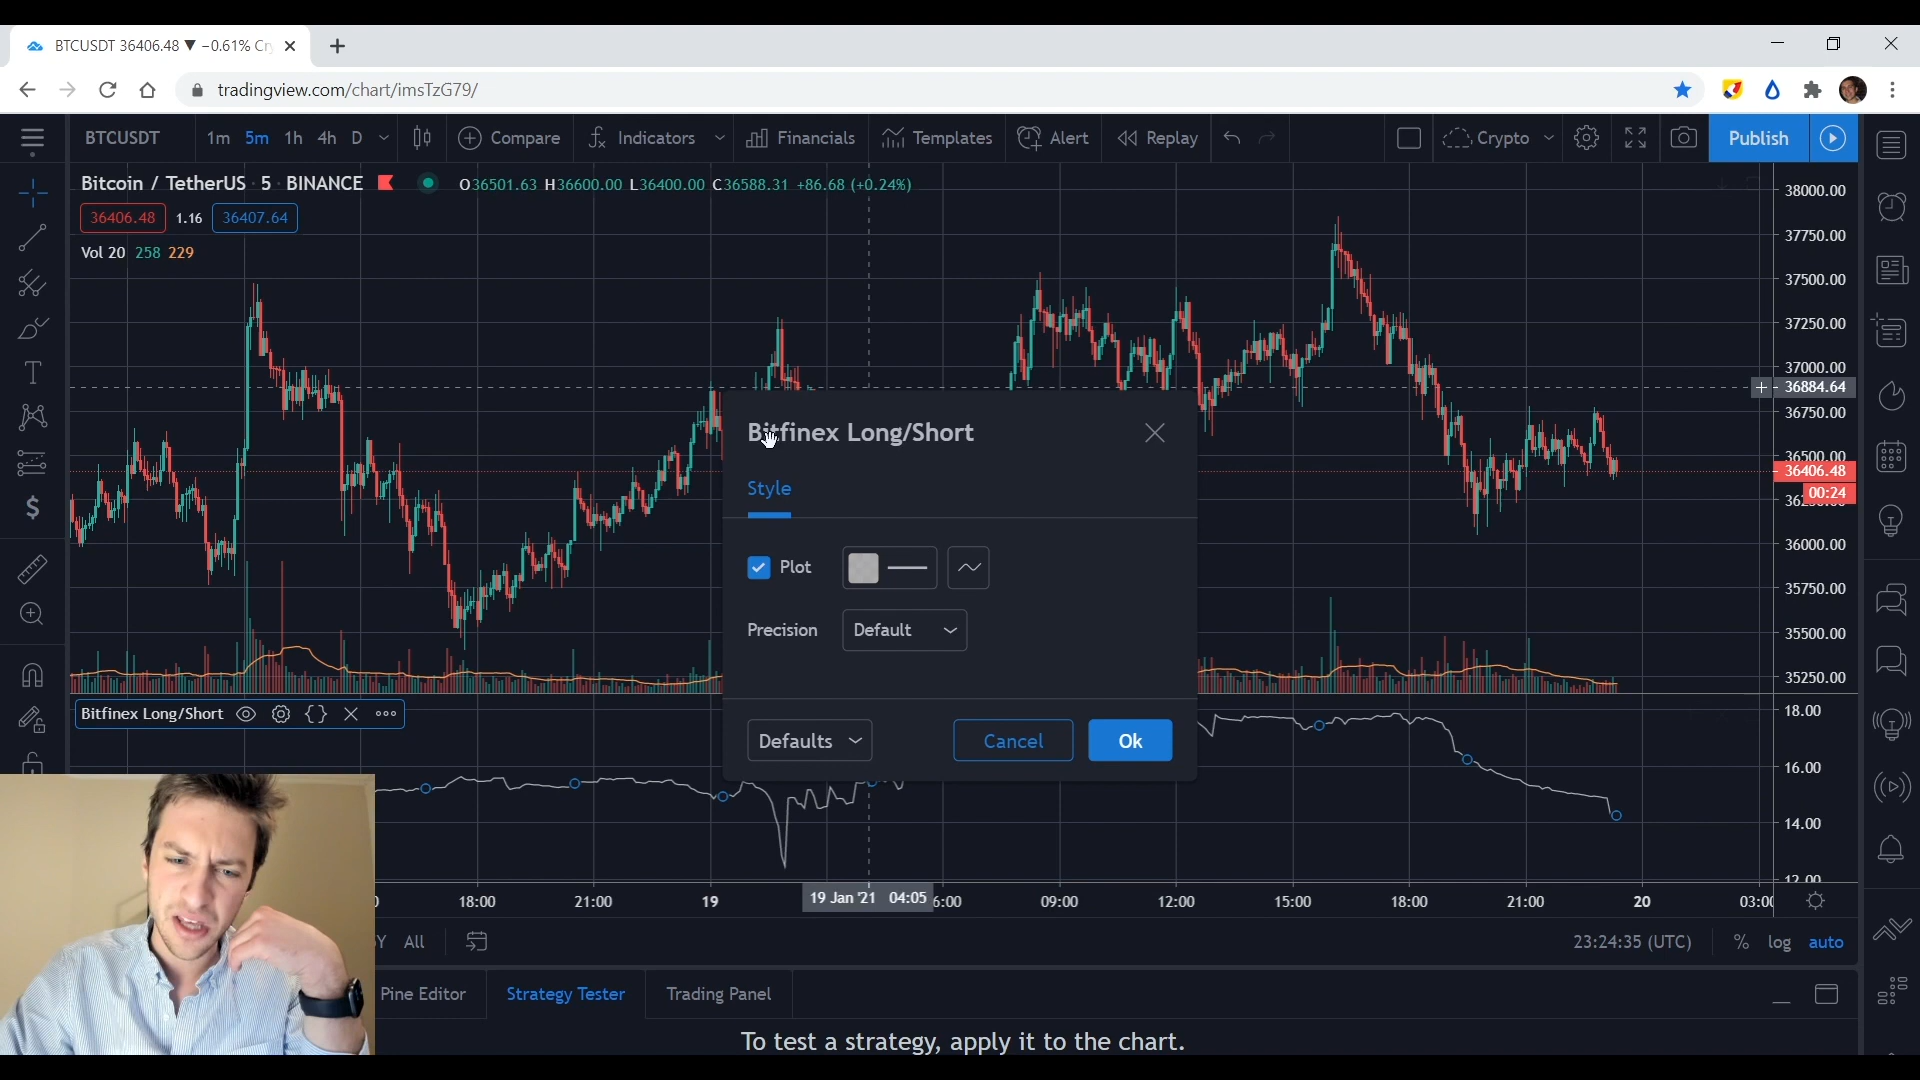 BTCUSDT 36406.48 ▼ −0.61% Cr
tradingview.com/chart/imsTzG79/
BTCUSDT 1m 5m 1h 4h D Compare Indicators Financials Templates Alert Replay Crypto Publish
Bitcoin / TetherUS 5 BINANCE O36501.63 H36600.00 L36400.00 C36588.31 +86.68 (+0.24%)
36406.48 1.16 36407.64
Vol 20 258 229
38000.00
37750.00
37500.00
37250.00
37000.00
36884.64
36750.00
36500.00
36406.48
00:24
36000.00
35750.00
35500.00
35250.00
Bitfinex Long/Short
Style
Plot
Precision Default
Defaults Cancel Ok
Bitfinex Long/Short
18.00
16.00
14.00
12.00
18:00 21:00 19 19 Jan '21 04:05 6:00 09:00 12:00 15:00 18:00 21:00 20 03:00
Y All 23:24:35 (UTC) % log auto
Pine Editor Strategy Tester Trading Panel
To test a strategy, apply it to the chart.